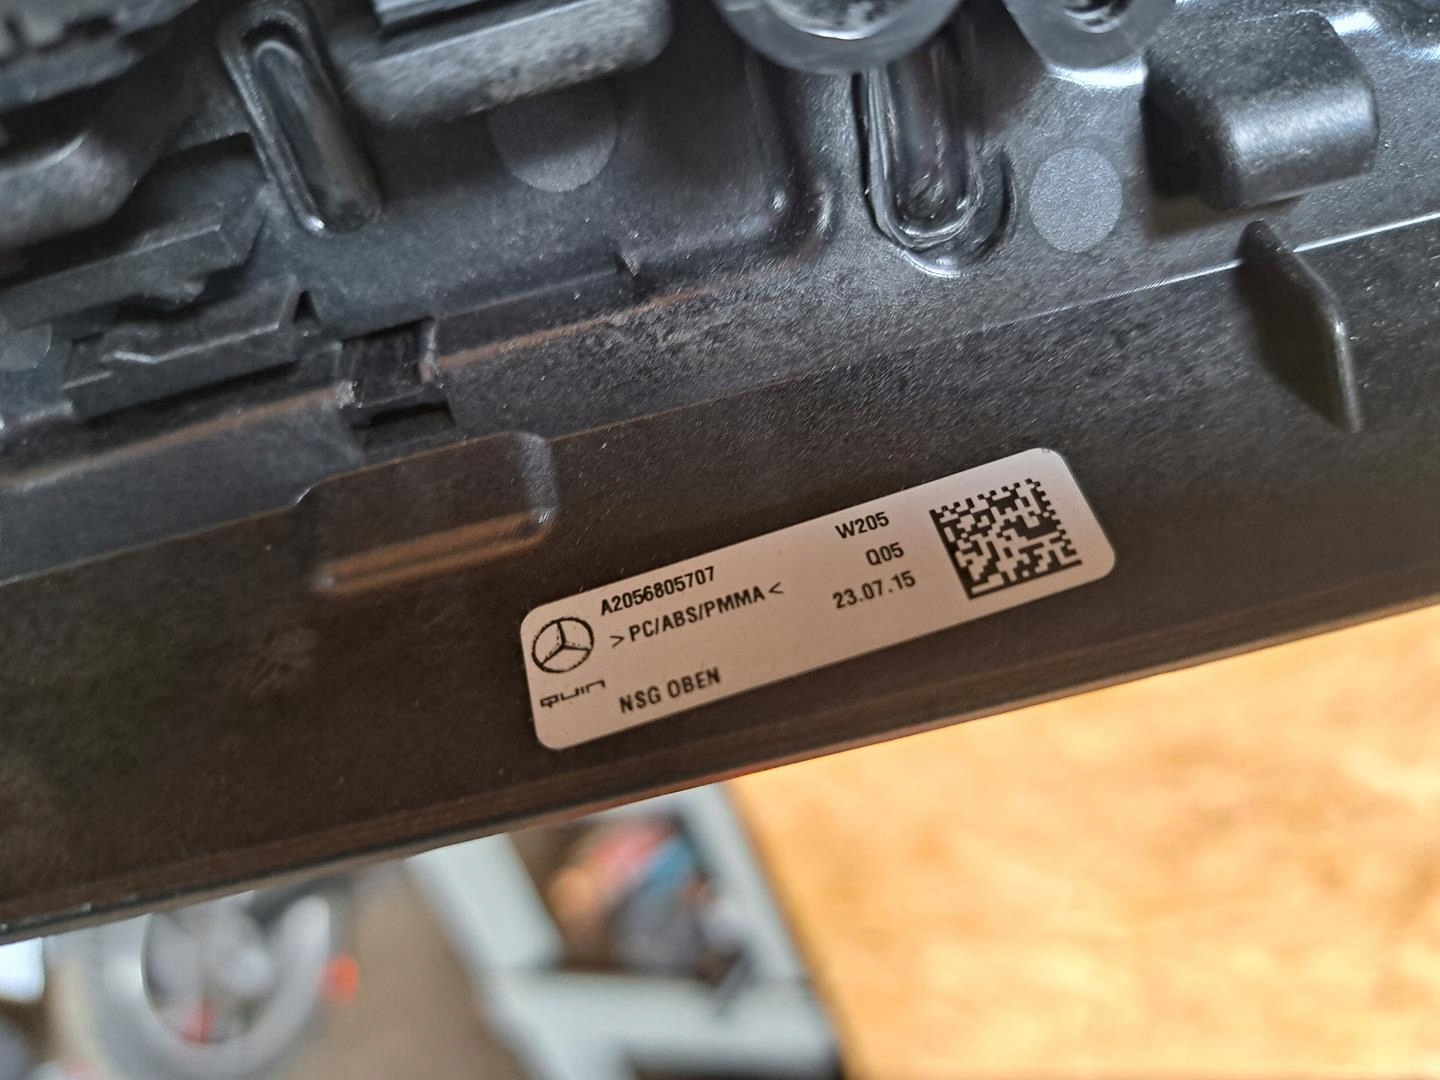 A2056805707
>PC/ABS/PMMA<
NSG OBEN
W205
Q05
23.07.15
QUIN